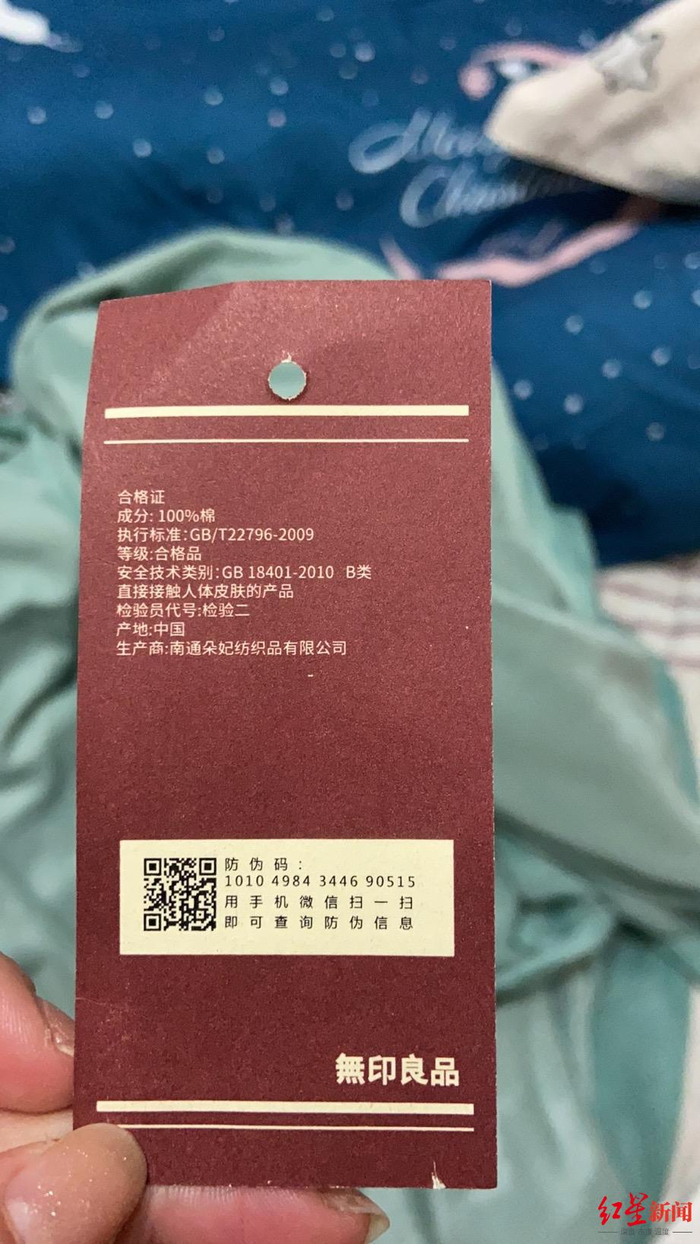 Merry
Christmas
合格证
成分: 100%棉
执行标准:GB/T22796-2009
等级:合格品
安全技术类别:GB 18401-2010 B类
直接接触人体皮肤的产品
检验员代号:检验二
产地:中国
生产商:南通朵妃纺织品有限公司
防伪码:
1010 4984 3446 90515
用手机微信扫一扫
即可查询防伪信息
無印良品
红星新闻